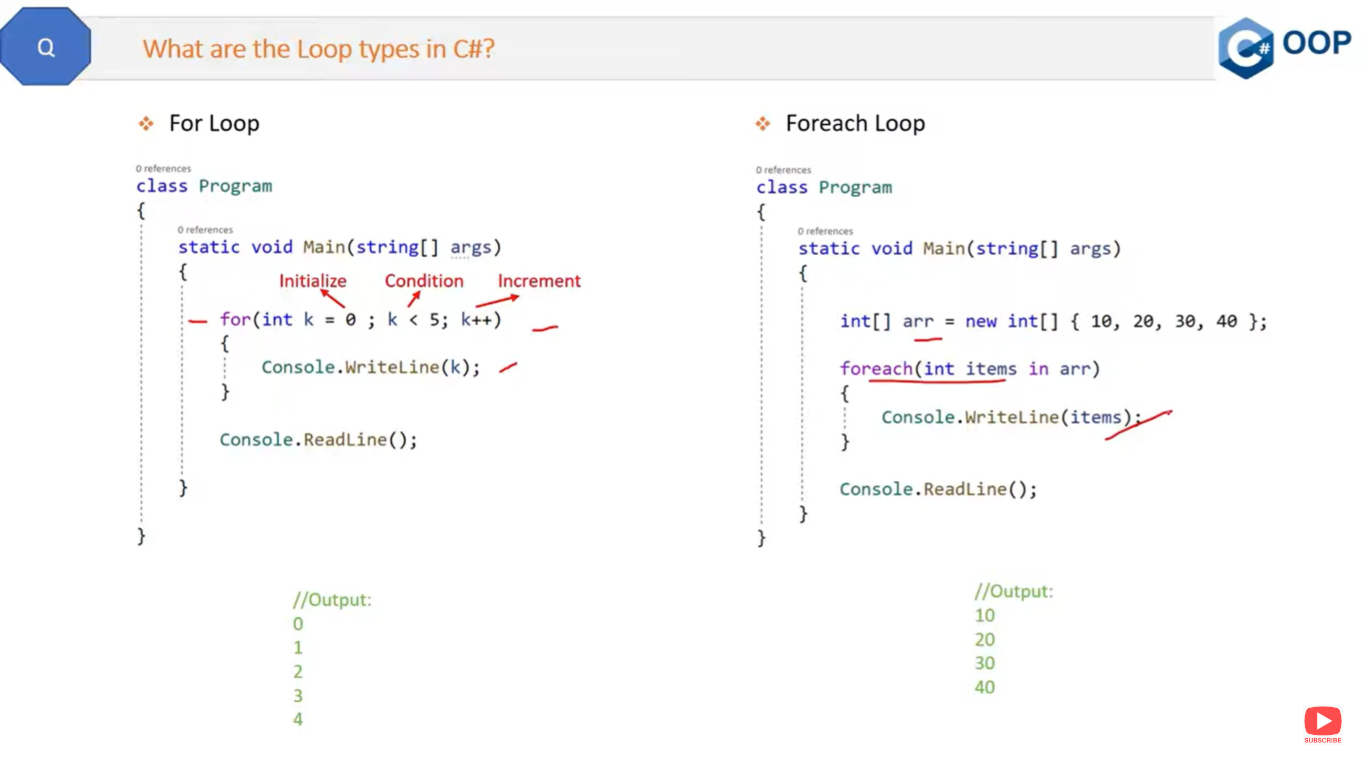 Q
What are the Loop types in C#?
C# OOP
❖ For Loop
0 references
class Program
{
0 references
static void Main(string[] args)
{
Initialize Condition Increment
for(int k = 0 ; k < 5; k++)
{
Console.WriteLine(k);
}
Console.ReadLine();
}
}
//Output:
0
1
2
3
4
❖ Foreach Loop
0 references
class Program
{
0 references
static void Main(string[] args)
{
int[] arr = new int[] { 10, 20, 30, 40 };
foreach(int items in arr)
{
Console.WriteLine(items);
}
Console.ReadLine();
}
}
//Output:
10
20
30
40
SUBSCRIBE